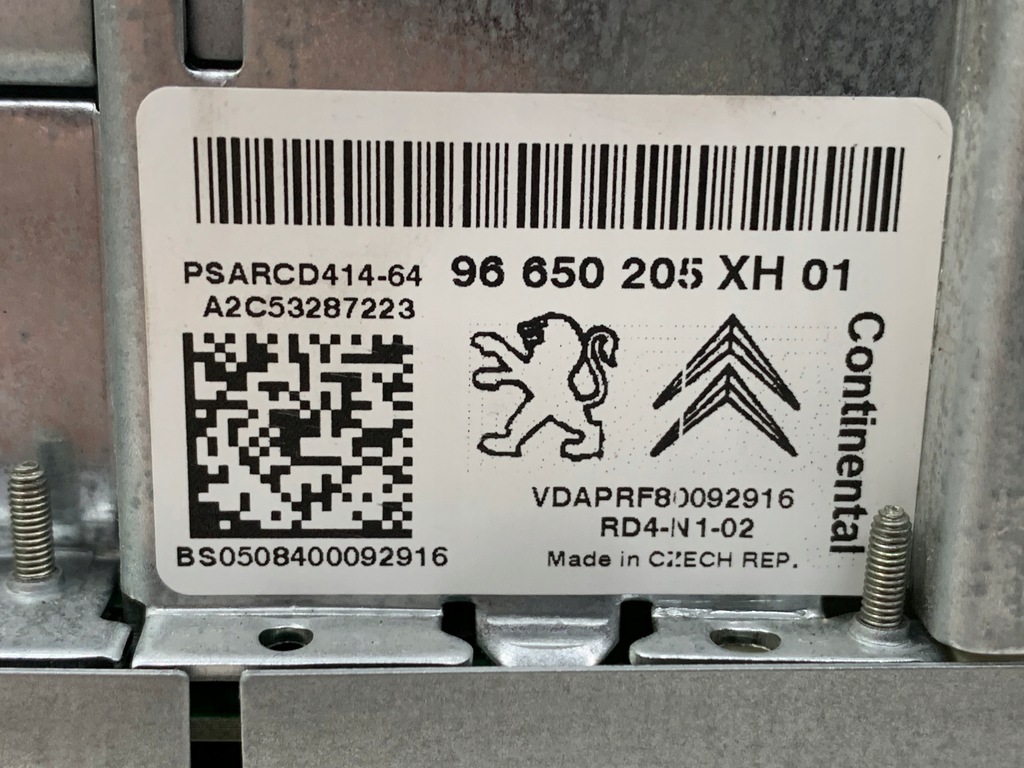 PSARCD414-64 96 650 205 XH 01
A2C53287223
Continental
VDAPRF80092916
RD4-N1-02
BS0508400092916
Made in CZECH REP.